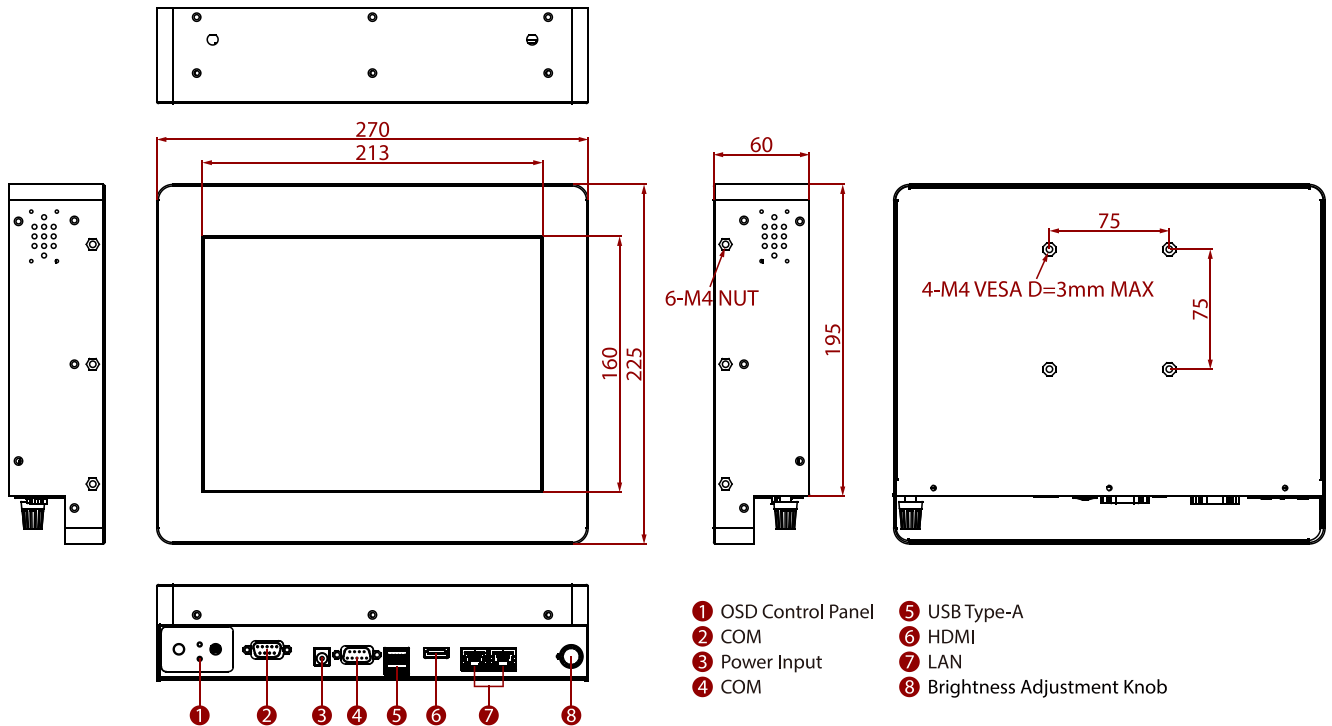 270
213
60
75
4-M4 VESA D=3mm MAX
6-M4 NUT
75
160
225
195
1 OSD Control Panel
2 COM
3 Power Input
4 COM
5 USB Type-A
6 HDMI
7 LAN
8 Brightness Adjustment Knob
1 2 3 4 5 6 7 8